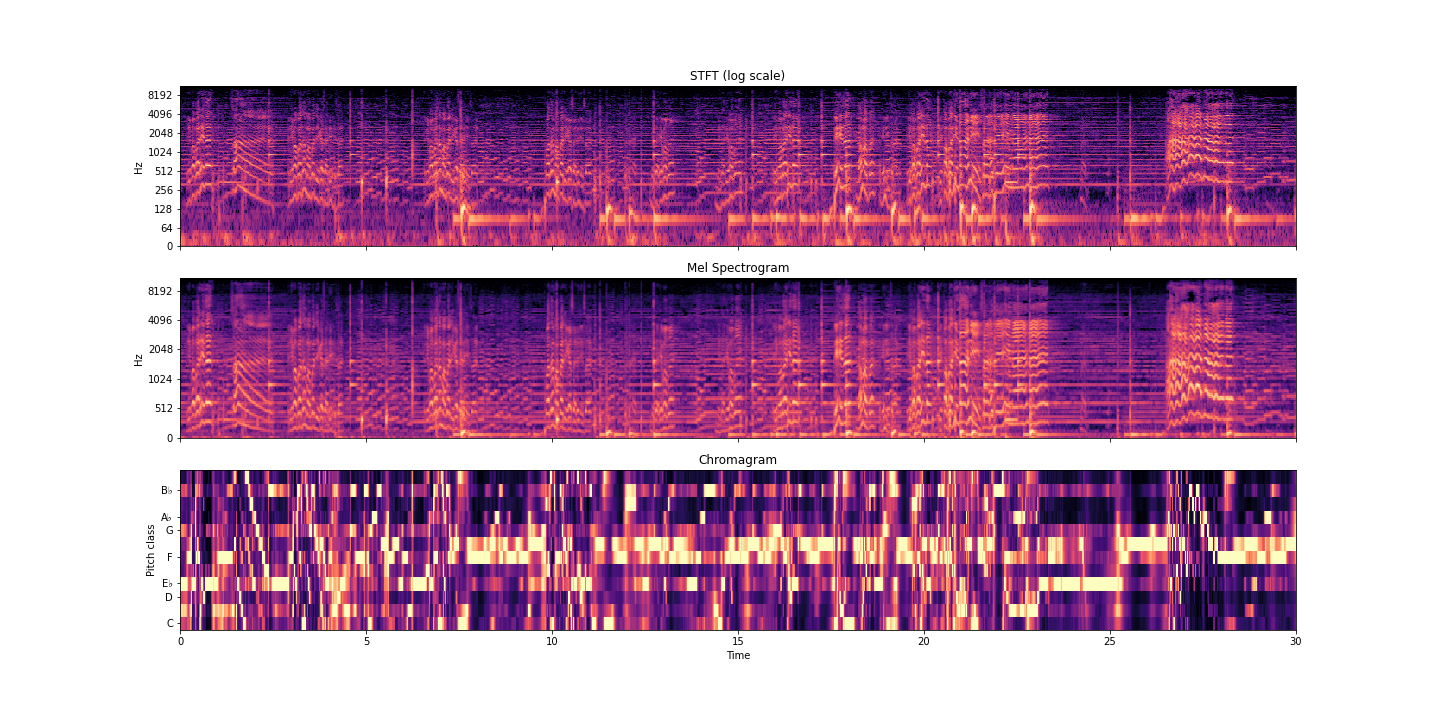 STFT (log scale)
Hz
8192
4096
2048
1024
512
256
128
64
0
Mel Spectrogram
Hz
8192
4096
2048
1024
512
0
Chromagram
Pitch class
B♭
A♭
G
F
E♭
D
C
0 5 10 15 20 25 30
Time